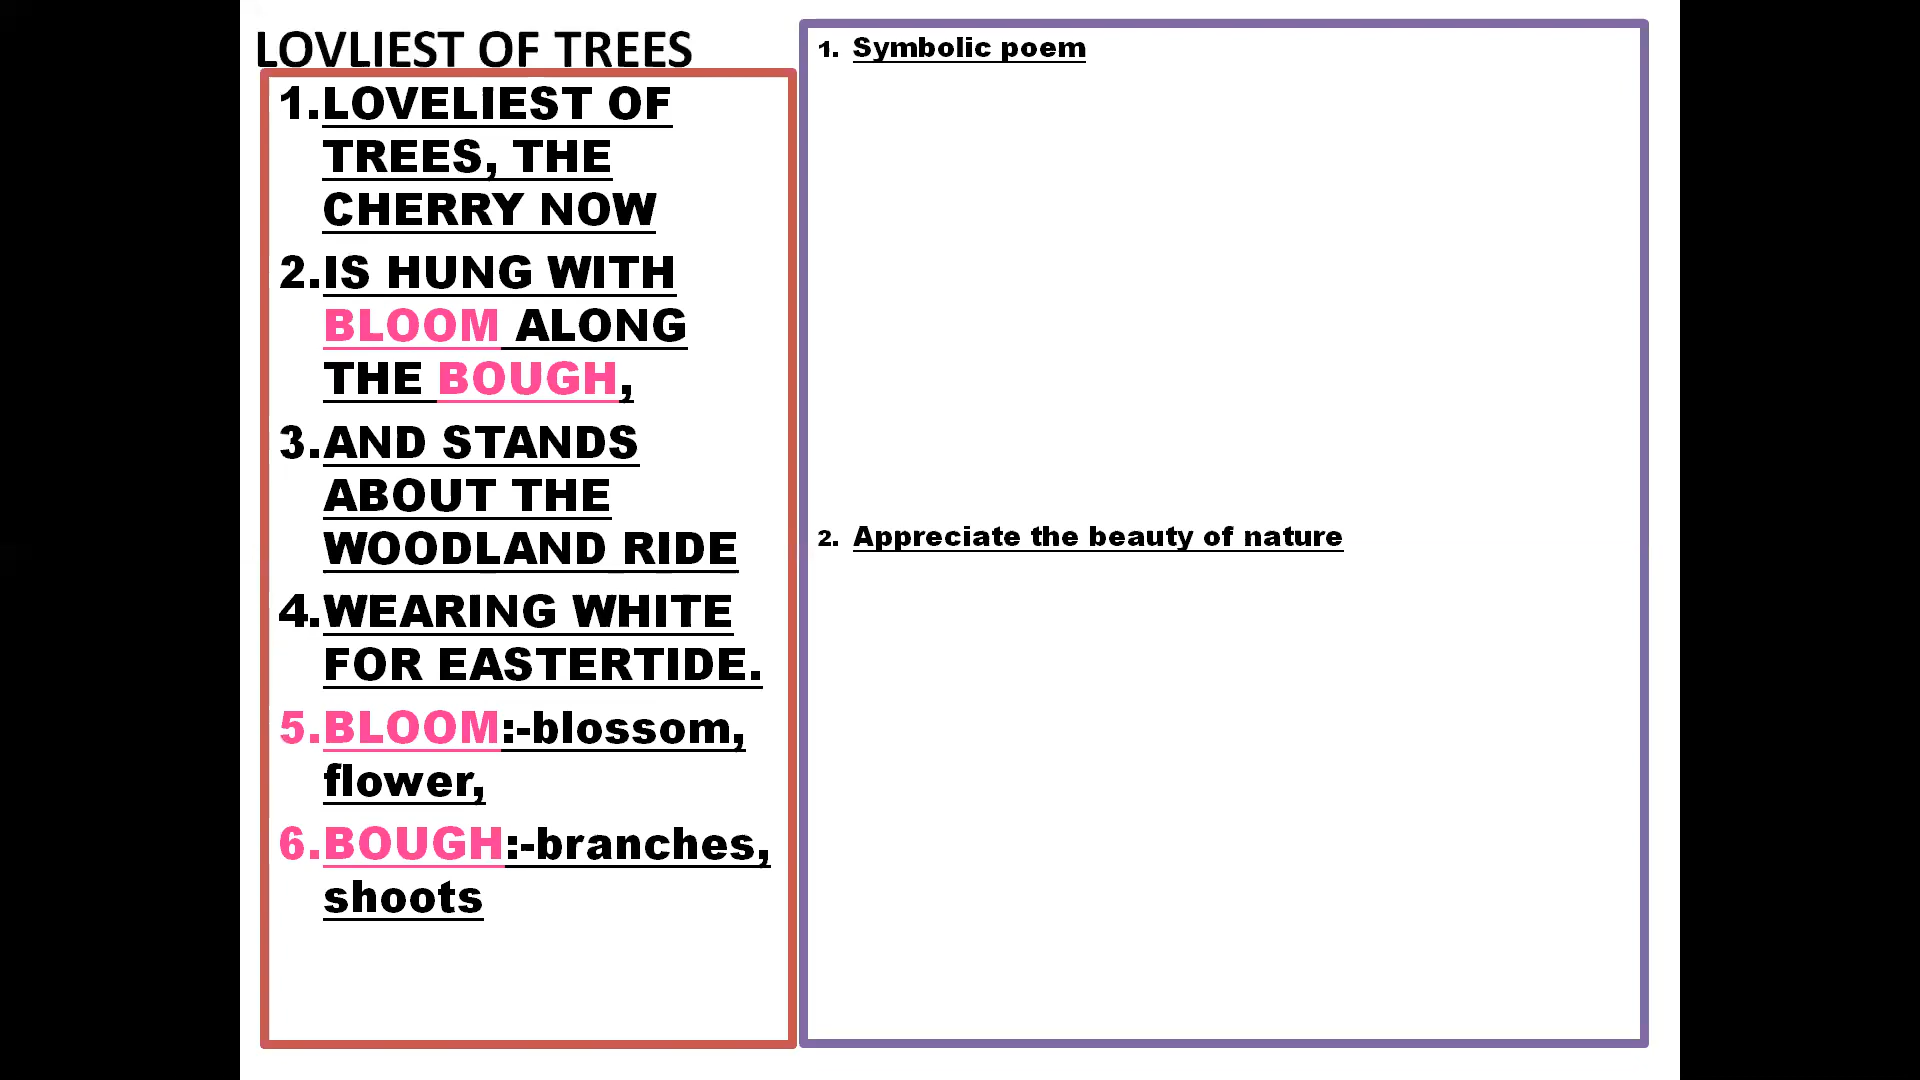 LOVLIEST OF TREES
1.LOVELIEST OF
TREES, THE
CHERRY NOW
2.IS HUNG WITH
BLOOM ALONG
THE BOUGH,
3.AND STANDS
ABOUT THE
WOODLAND RIDE
4.WEARING WHITE
FOR EASTERTIDE.
5.BLOOM:-blossom,
flower,
6.BOUGH:-branches,
shoots
1. Symbolic poem
2. Appreciate the beauty of nature